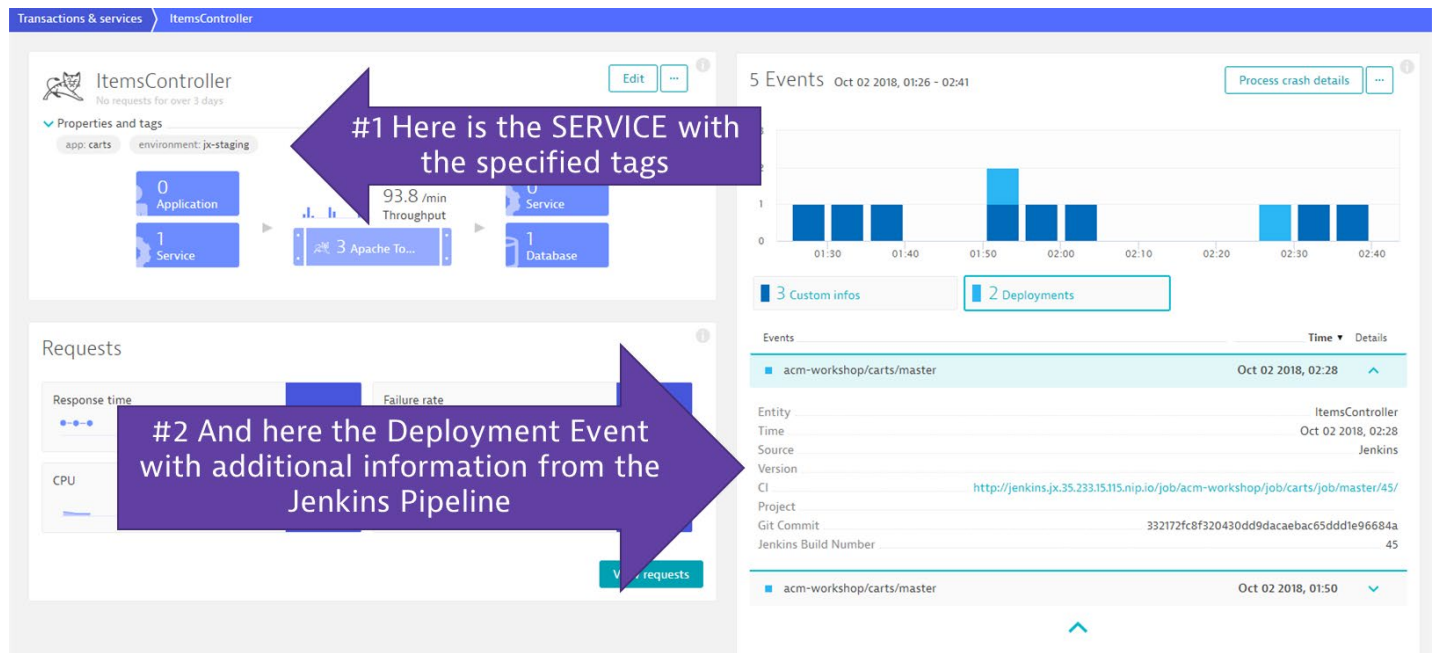 Transactions & services
ItemsController
ItemsController
No requests for over 3 days
Edit
...
Properties and tags
app: carts
environment: jx-staging
#1 Here is the SERVICE with
the specified tags
0
Application
1
Service
93.8 /min
Throughput
3 Apache To...
Service
1
Database
Requests
Response time
Failure rate
CPU
#2 And here the Deployment Event
with additional information from the
Jenkins Pipeline
requests
5 Events Oct 02 2018, 01:26 - 02:41
Process crash details
...
2
1
0
01:30 01:40 01:50 02:00 02:10 02:20 02:30 02:40
3 Custom infos
2 Deployments
Events Time ▼ Details
acm-workshop/carts/master Oct 02 2018, 02:28
Entity ItemsController
Time Oct 02 2018, 02:28
Source Jenkins
Version
CI http://jenkins.jx.35.233.15.115.nip.io/job/acm-workshop/job/carts/job/master/45/
Project
Git Commit 332172fc8f320430dd9dacaebac65ddd1e96684a
Jenkins Build Number 45
acm-workshop/carts/master Oct 02 2018, 01:50